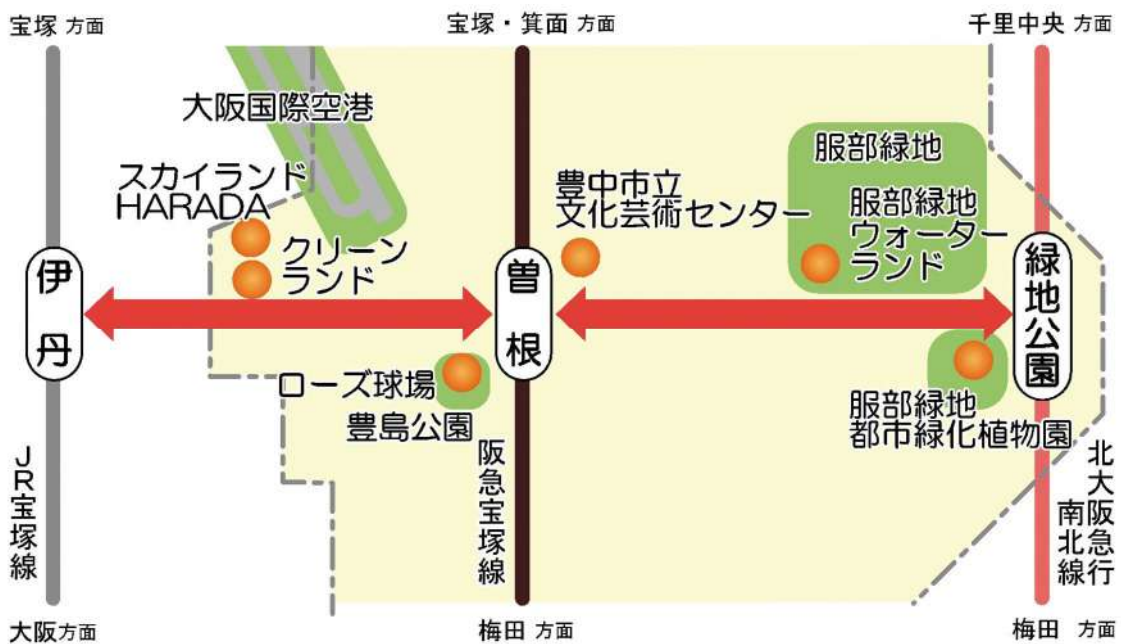 宝塚 方面
宝塚・箕面 方面
千里中央 方面
大阪国際空港
服部緑地
スカイランド
HARADA
豊中市立
文化芸術センター
服部緑地
ウォーター
ランド
クリーン
ランド
伊丹
曽根
緑地公園
ローズ球場
豊島公園
服部緑地
都市緑化植物園
JR宝塚線
阪急宝塚線
北大阪急行
南北線
大阪方面
梅田 方面
梅田 方面